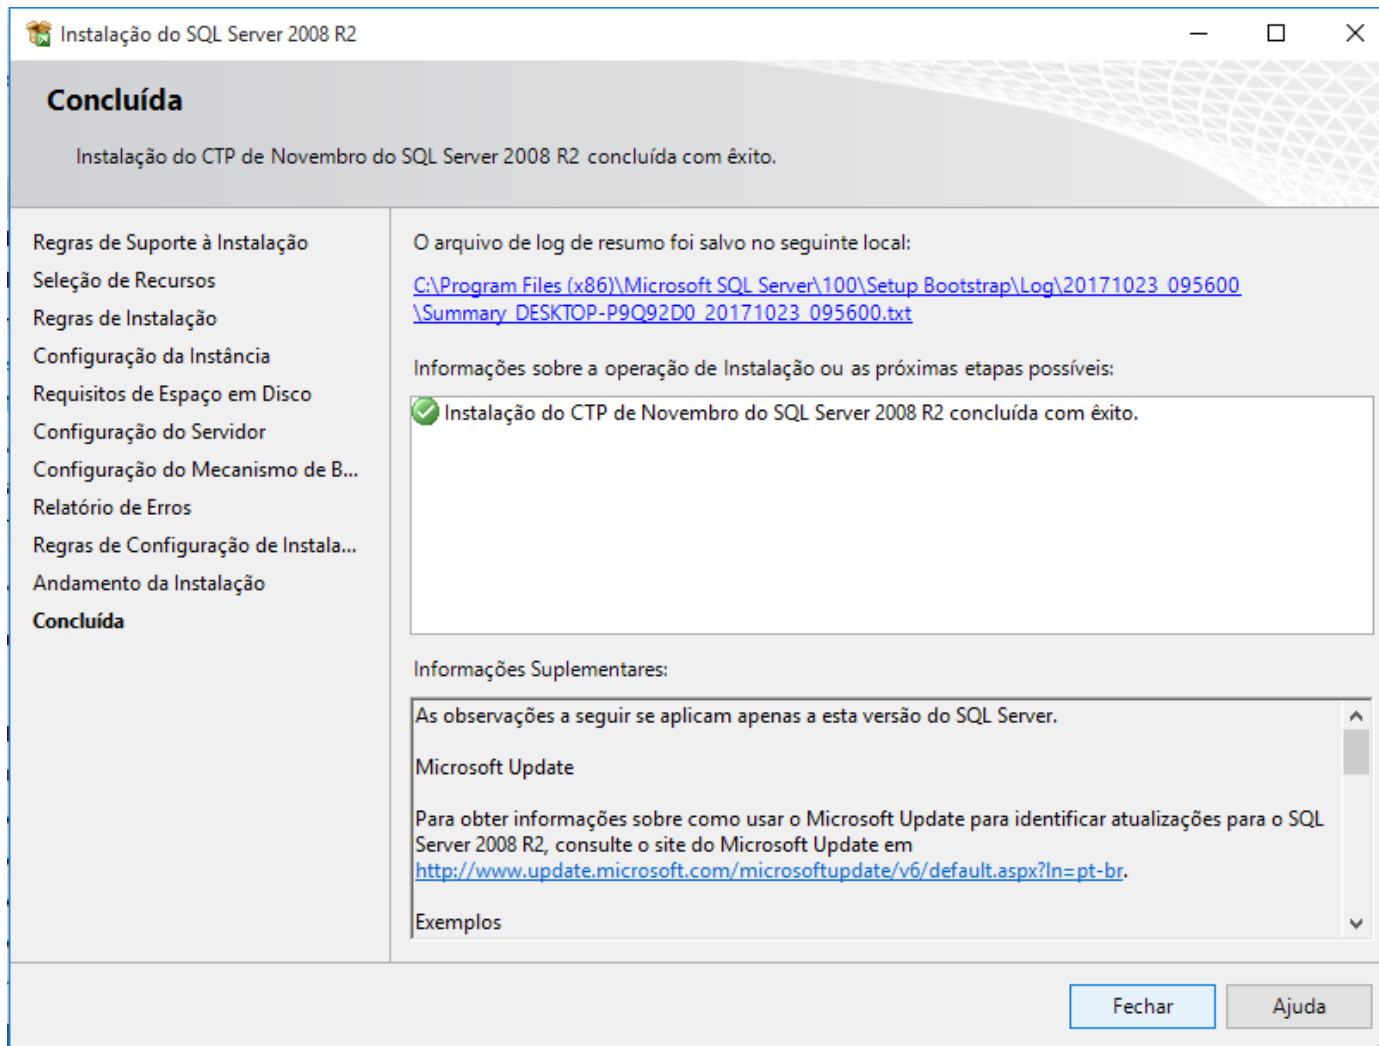 Instalação do SQL Server 2008 R2
Concluída
Instalação do CTP de Novembro do SQL Server 2008 R2 concluída com êxito.
Regras de Suporte à Instalação
Seleção de Recursos
Regras de Instalação
Configuração da Instância
Requisitos de Espaço em Disco
Configuração do Servidor
Configuração do Mecanismo de B...
Relatório de Erros
Regras de Configuração de Instala...
Andamento da Instalação
Concluída
O arquivo de log de resumo foi salvo no seguinte local:
C:\Program Files (x86)\Microsoft SQL Server\100\Setup Bootstrap\Log\20171023_095600
\Summary_DESKTOP-P9Q92D0_20171023_095600.txt
Informações sobre a operação de Instalação ou as próximas etapas possíveis:
Instalação do CTP de Novembro do SQL Server 2008 R2 concluída com êxito.
Informações Suplementares:
As observações a seguir se aplicam apenas a esta versão do SQL Server.
Microsoft Update
Para obter informações sobre como usar o Microsoft Update para identificar atualizações para o SQL
Server 2008 R2, consulte o site do Microsoft Update em
http://www.update.microsoft.com/microsoftupdate/v6/default.aspx?ln=pt-br.
Exemplos
Fechar
Ajuda